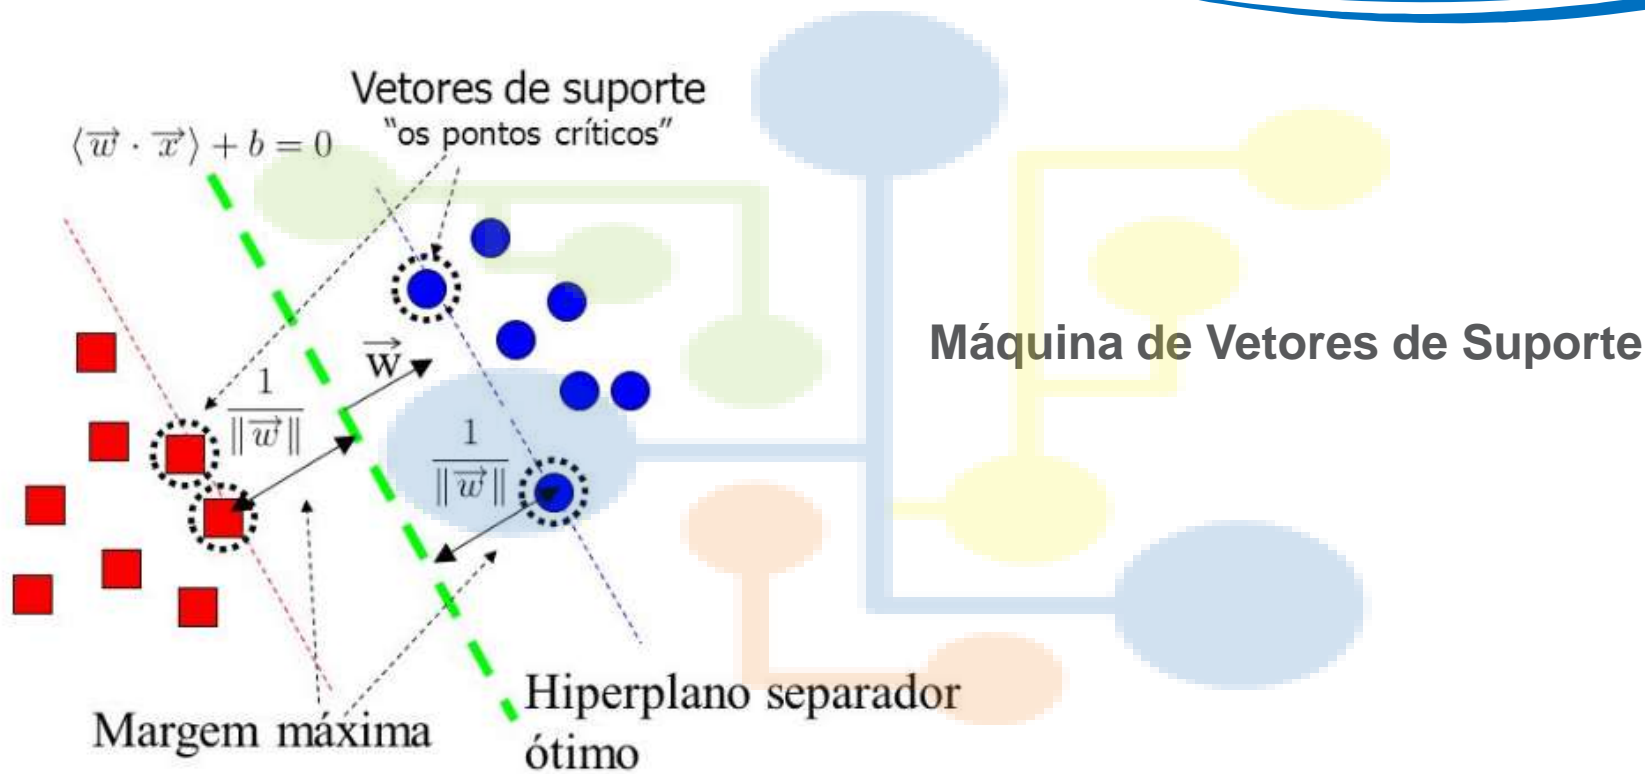 Vetores de suporte
"os pontos críticos"
⟨w⃗ · x⃗⟩ + b = 0
Máquina de Vetores de Suporte
w⃗
1
‖w⃗‖
1
‖w⃗‖
Hiperplano separador
ótimo
Margem máxima